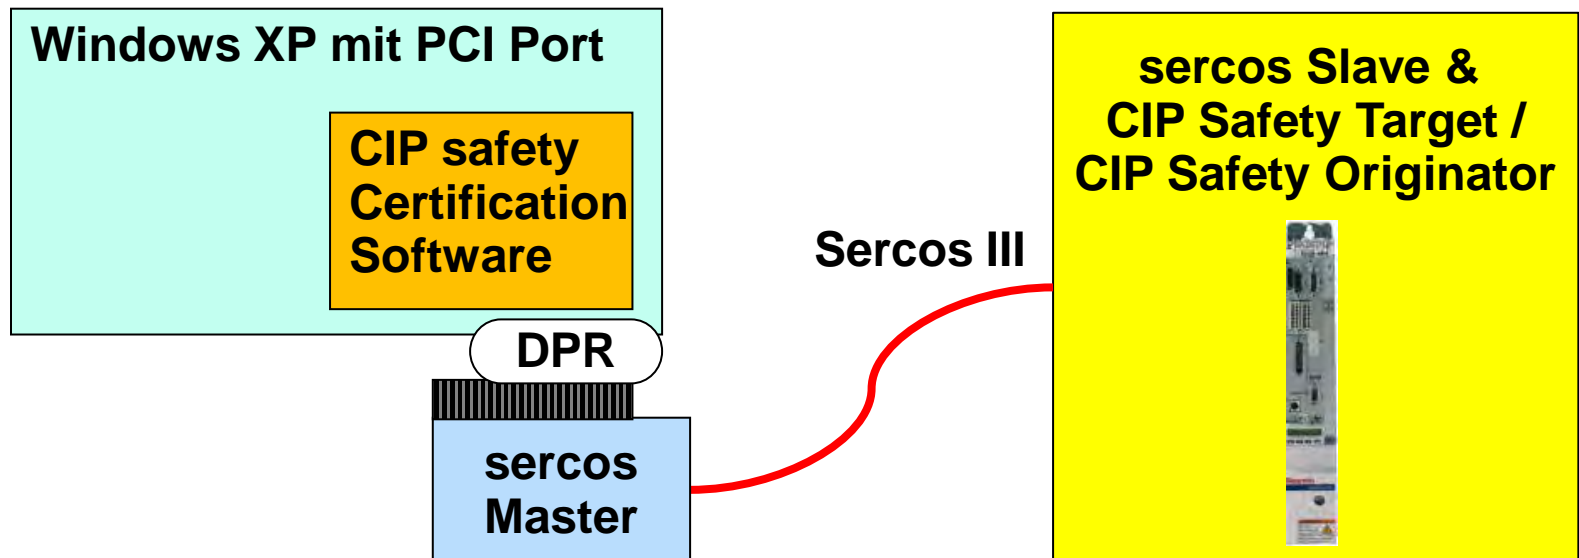 Windows XP mit PCI Port
CIP safety
Certification
Software
DPR
sercos
Master
Sercos III
sercos Slave &
CIP Safety Target /
CIP Safety Originator